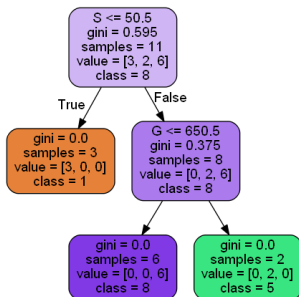 S <= 50.5
gini = 0.595
samples = 11
value = [3, 2, 6]
class = 8
True
False
gini = 0.0
samples = 3
value = [3, 0, 0]
class = 1
G <= 650.5
gini = 0.375
samples = 8
value = [0, 2, 6]
class = 8
gini = 0.0
samples = 6
value = [0, 0, 6]
class = 8
gini = 0.0
samples = 2
value = [0, 2, 0]
class = 5